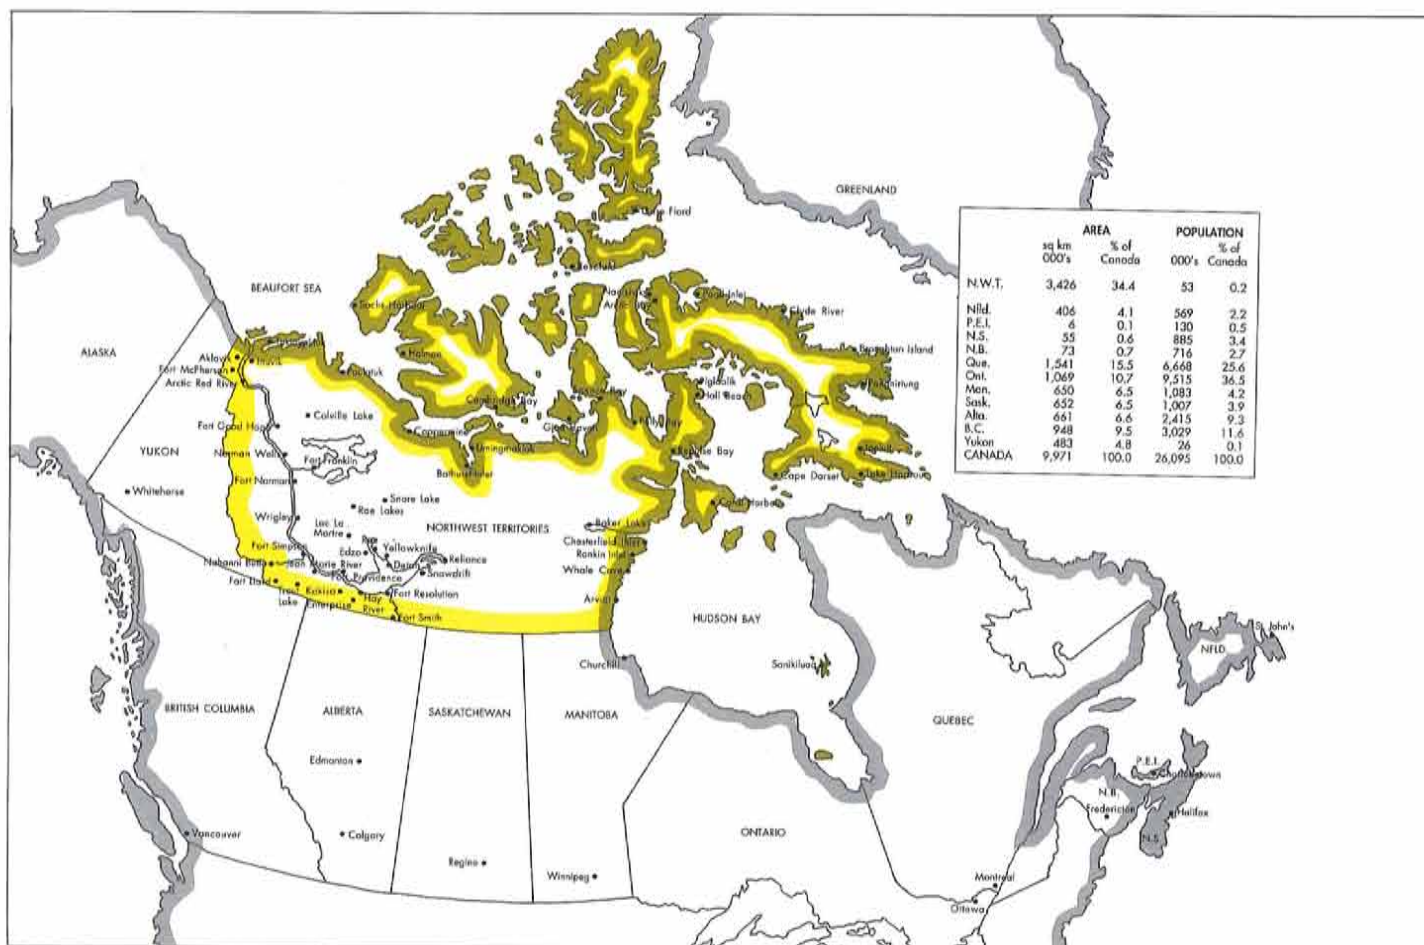 GREENLAND
AREA POPULATION
sq km % of % of
000's Canada 000's Canada
N.W.T. 3,426 34.4 53 0.2
Nfld. 406 4.1 569 2.2
P.E.I. 6 0.1 130 0.5
N.S. 55 0.6 885 3.4
N.B. 73 0.7 716 2.7
Que. 1,541 15.5 6,668 25.6
Ont. 1,069 10.7 9,515 36.5
Man. 650 6.5 1,083 4.2
Sask. 652 6.5 1,007 3.9
Alta. 661 6.6 2,415 9.3
B.C. 948 9.5 3,029 11.6
Yukon 483 4.8 26 0.1
CANADA 9,971 100.0 26,095 100.0
BEAUFORT SEA
Sachs Harbour
Clyde River
ALASKA
Aklavik
Inuvik
Fort McPherson
Arctic Red River
Paulatuk
Holman
Broughton Island
Pangnirtung
Igloolik
Hall Beach
Cambridge Bay
Colville Lake
Fort Good Hope
Coppermine
Gjoa Haven
Pelly Bay
YUKON
Norman Wells
Fort Franklin
Umingmaktok
Bathurst Inlet
Repulse Bay
Iqaluit
Cape Dorset
Lake Harbour
Whitehorse
Fort Norman
Snare Lake
Rae Lakes
Coral Harbour
Wrigley
Lac La
Martre
NORTHWEST TERRITORIES
Baker Lake
Rae
Edzo
Yellowknife
Detah
Chesterfield Inlet
Rankin Inlet
Fort Simpson
Reliance
Nahanni Butte
Jean Marie River
Snowdrift
Whale Cove
Fort Providence
Fort Liard
Trout
Lake
Kakisa
Enterprise
Hay
River
Fort Resolution
Arviat
Fort Smith
HUDSON BAY
St. John's
NFLD.
Churchill
Sanikiluaq
BRITISH COLUMBIA
ALBERTA
SASKATCHEWAN
MANITOBA
QUEBEC
Edmonton
P.E.I.
Charlottetown
N.B.
Fredericton
Halifax
N.S.
Vancouver
Calgary
ONTARIO
Regina
Winnipeg
Montreal
Ottawa